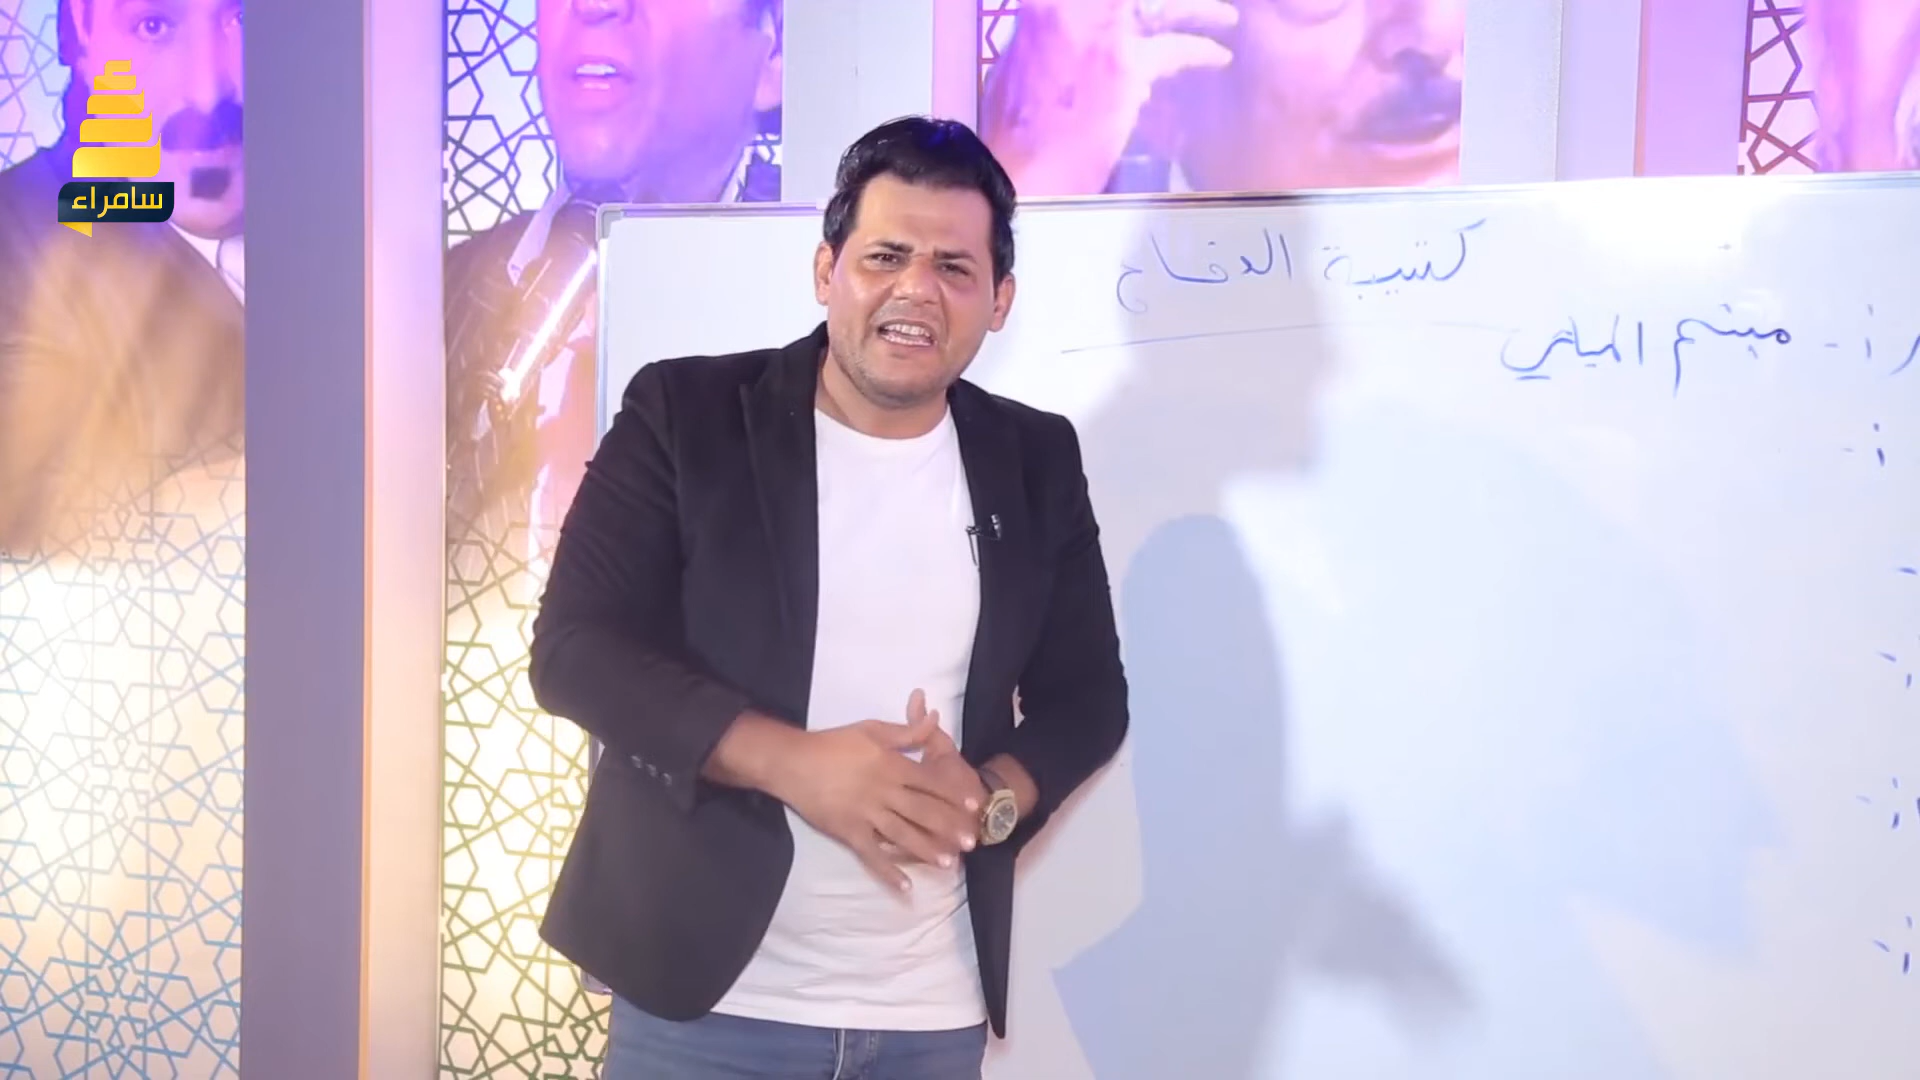 سامراء
كتيبة الدفاع
ز - مبتسم المياحي
ز -